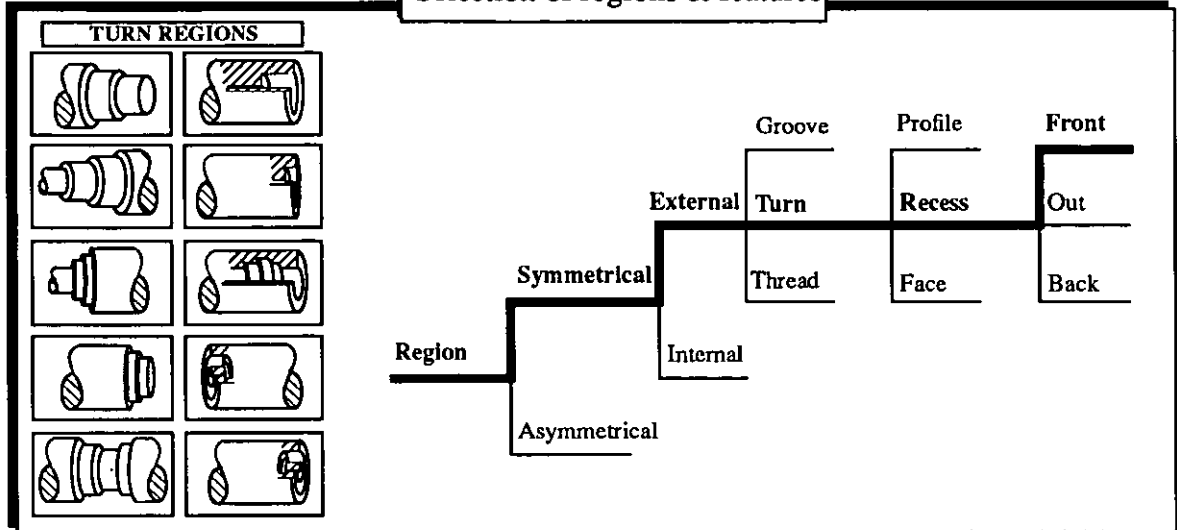 TURN REGIONS
Groove
Profile
Front
External
Turn
Recess
Out
Symmetrical
Thread
Face
Back
Region
Internal
Asymmetrical